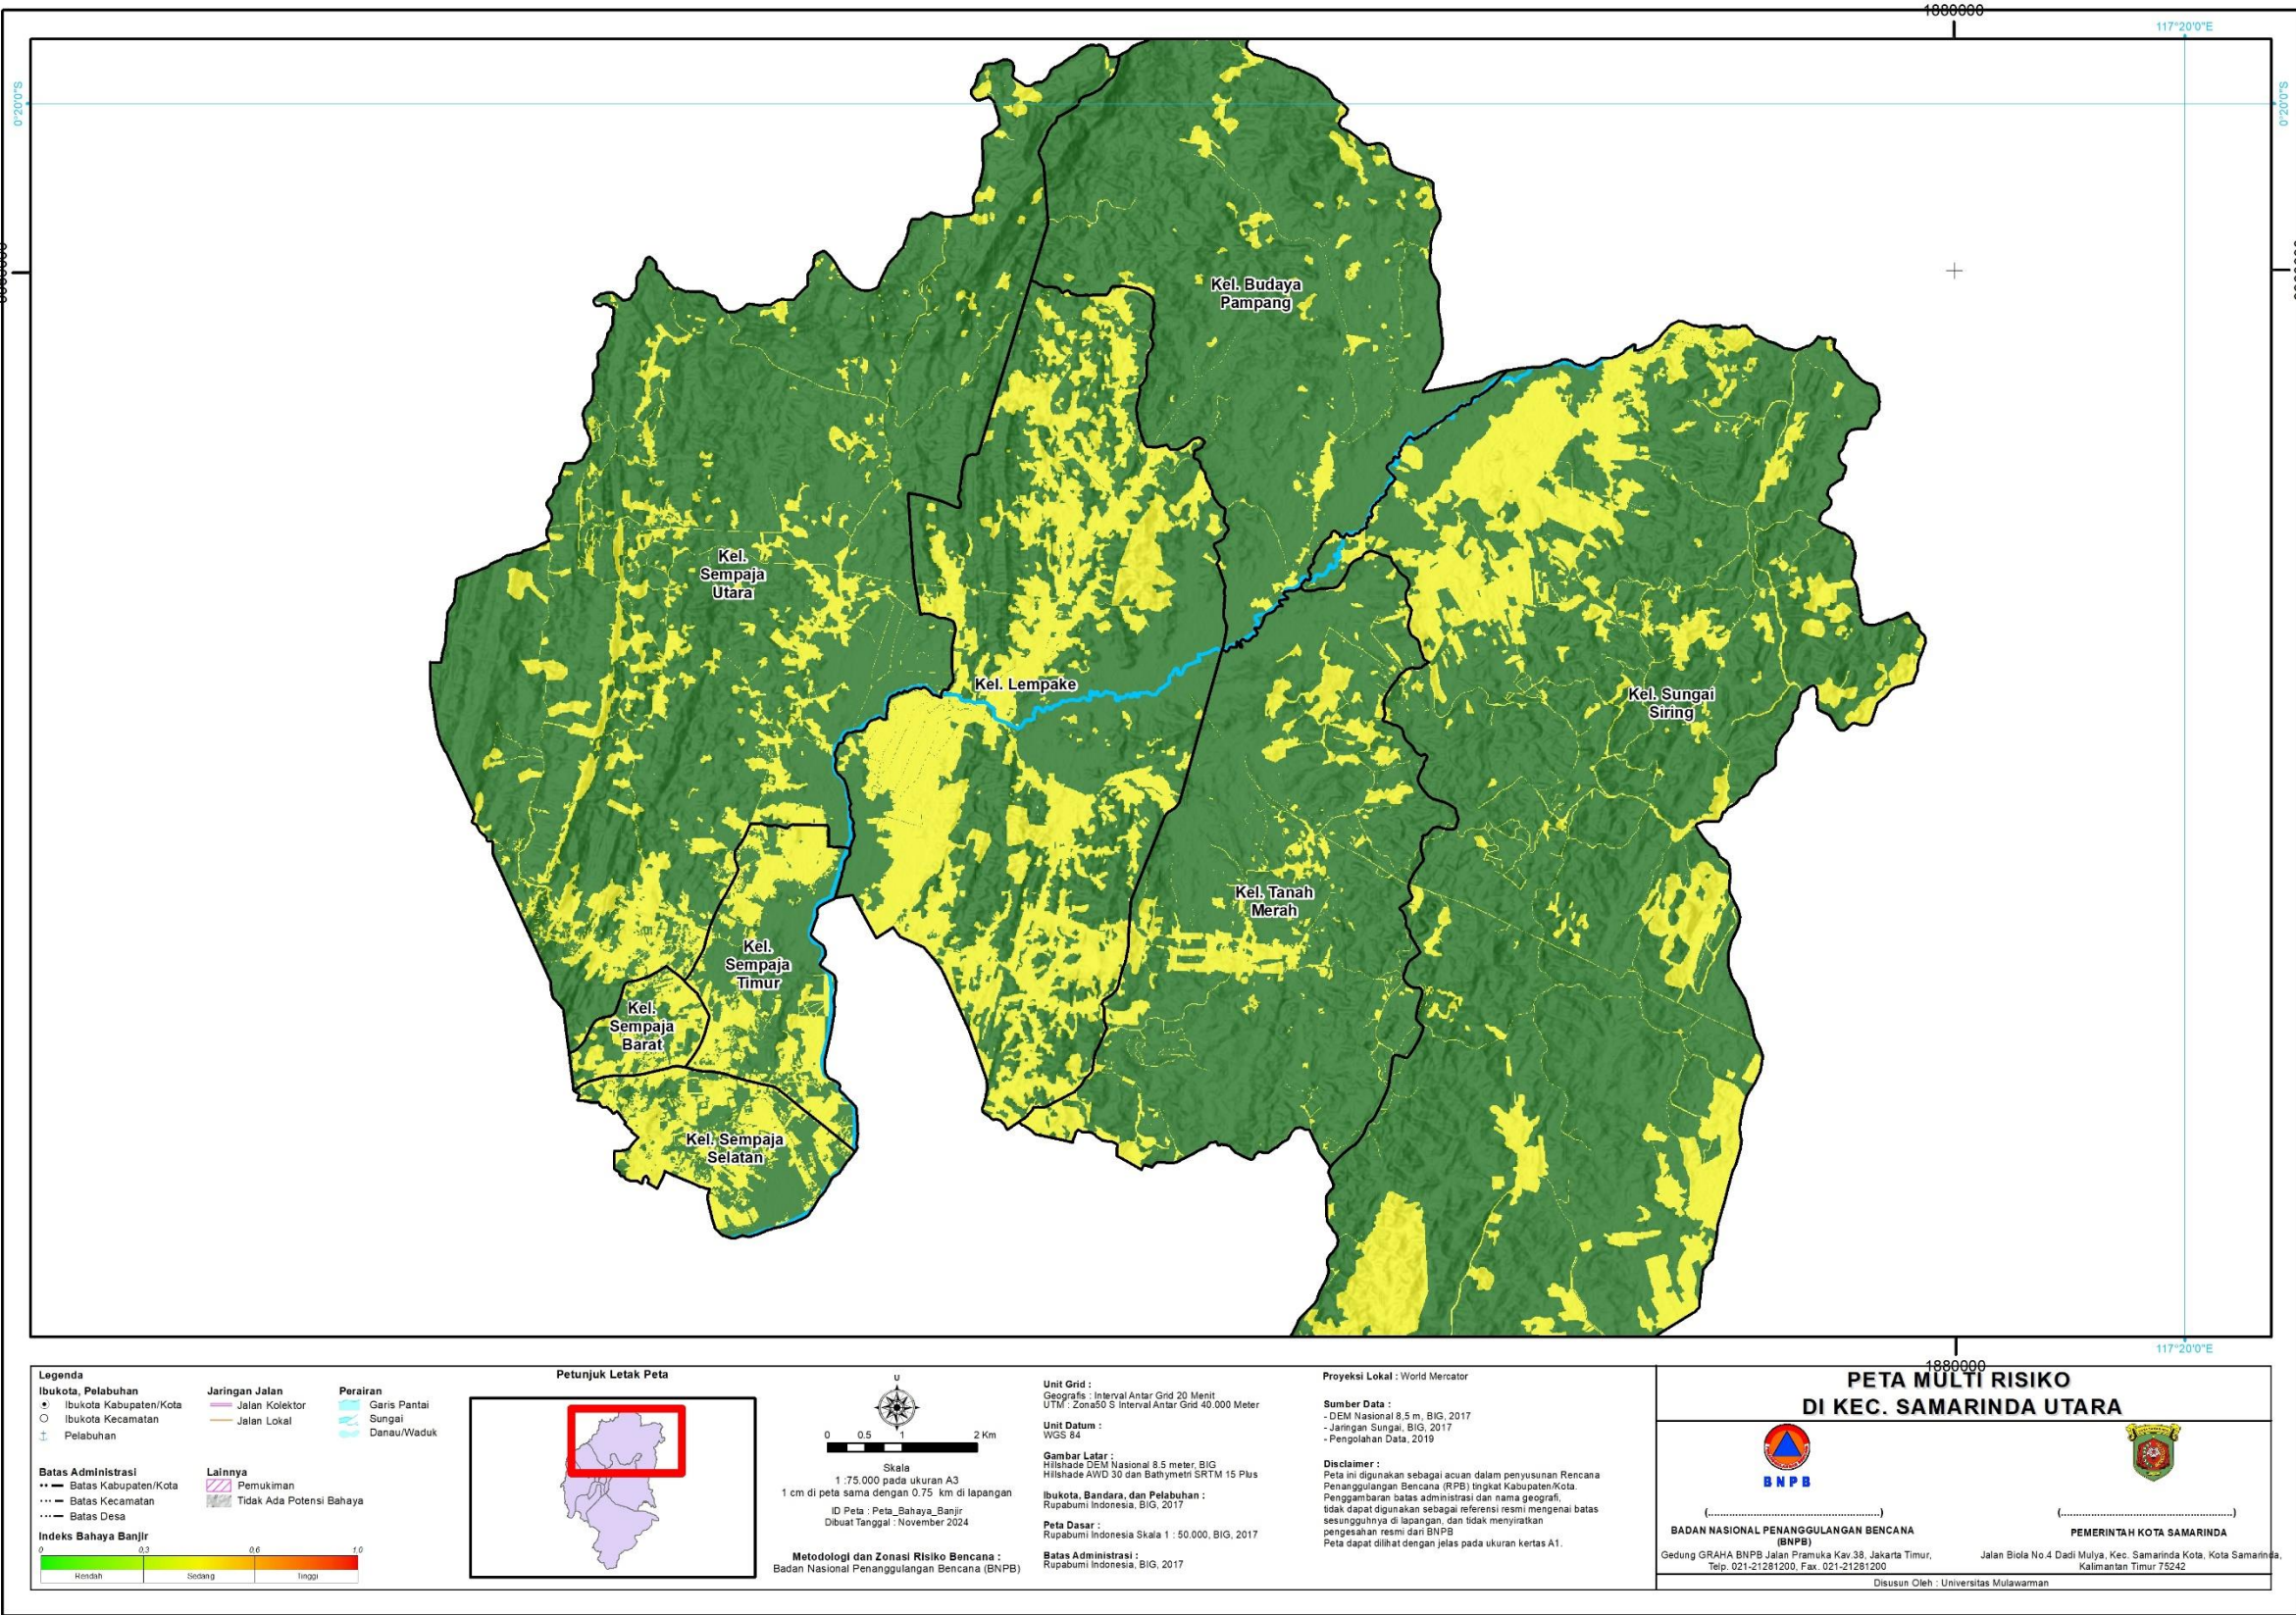 1880000
117°20'0"E
0°20'0"S
0°20'0"S
Kel. Budaya
Pampang
Kel.
Sempaja
Utara
Kel. Lempake
Kel. Sungai
Siring
Kel. Tanah
Merah
Kel.
Sempaja
Timur
Kel.
Sempaja
Barat
Kel. Sempaja
Selatan
1880000
117°20'0"E
Legenda
Ibukota, Pelabuhan
Ibukota Kabupaten/Kota
Ibukota Kecamatan
Pelabuhan
Jaringan Jalan
Jalan Kolektor
Jalan Lokal
Perairan
Garis Pantai
Sungai
Danau/Waduk
Batas Administrasi
Batas Kabupaten/Kota
Batas Kecamatan
Batas Desa
Lainnya
Pemukiman
Tidak Ada Potensi Bahaya
Indeks Bahaya Banjir
0 0,3 0,6 1,0
Rendah Sedang Tinggi
Petunjuk Letak Peta
U
0 0.5 1 2 Km
Skala
1 :75.000 pada ukuran A3
1 cm di peta sama dengan 0.75 km di lapangan
ID Peta : Peta_Bahaya_Banjir
Dibuat Tanggal : November 2024
Metodologi dan Zonasi Risiko Bencana :
Badan Nasional Penanggulangan Bencana (BNPB)
Unit Grid :
Geografis : Interval Antar Grid 20 Menit
UTM : Zona50 S Interval Antar Grid 40.000 Meter
Unit Datum :
WGS 84
Gambar Latar :
Hillshade DEM Nasional 8.5 meter, BIG
Hillshade AWD 30 dan Bathymetri SRTM 15 Plus
Ibukota, Bandara, dan Pelabuhan :
Rupabumi Indonesia, BIG, 2017
Peta Dasar :
Rupabumi Indonesia Skala 1 : 50.000, BIG, 2017
Batas Administrasi :
Rupabumi Indonesia, BIG, 2017
Proyeksi Lokal : World Mercator
Sumber Data :
- DEM Nasional 8,5 m, BIG, 2017
- Jaringan Sungai, BIG, 2017
- Pengolahan Data, 2019
Disclaimer :
Peta ini digunakan sebagai acuan dalam penyusunan Rencana
Penanggulangan Bencana (RPB) tingkat Kabupaten/Kota.
Penggambaran batas administrasi dan nama geografi,
tidak dapat digunakan sebagai referensi resmi mengenai batas
sesungguhnya di lapangan, dan tidak menyiratkan
pengesahan resmi dari BNPB
Peta dapat dilihat dengan jelas pada ukuran kertas A1.
PETA MULTI RISIKO
DI KEC. SAMARINDA UTARA
BNPB
(................................................)
BADAN NASIONAL PENANGGULANGAN BENCANA
(BNPB)
Gedung GRAHA BNPB Jalan Pramuka Kav.38, Jakarta Timur,
Telp. 021-21281200, Fax. 021-21281200
(................................................)
PEMERINTAH KOTA SAMARINDA
Jalan Biola No.4 Dadi Mulya, Kec. Samarinda Kota, Kota Samarinda,
Kalimantan Timur 75242
Disusun Oleh : Universitas Mulawarman